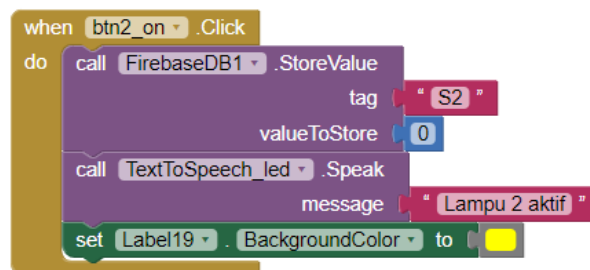 when btn2_on .Click
do call FirebaseDB1 .StoreValue
tag " S2 "
valueToStore 0
call TextToSpeech_led .Speak
message " Lampu 2 aktif "
set Label19 . BackgroundColor to